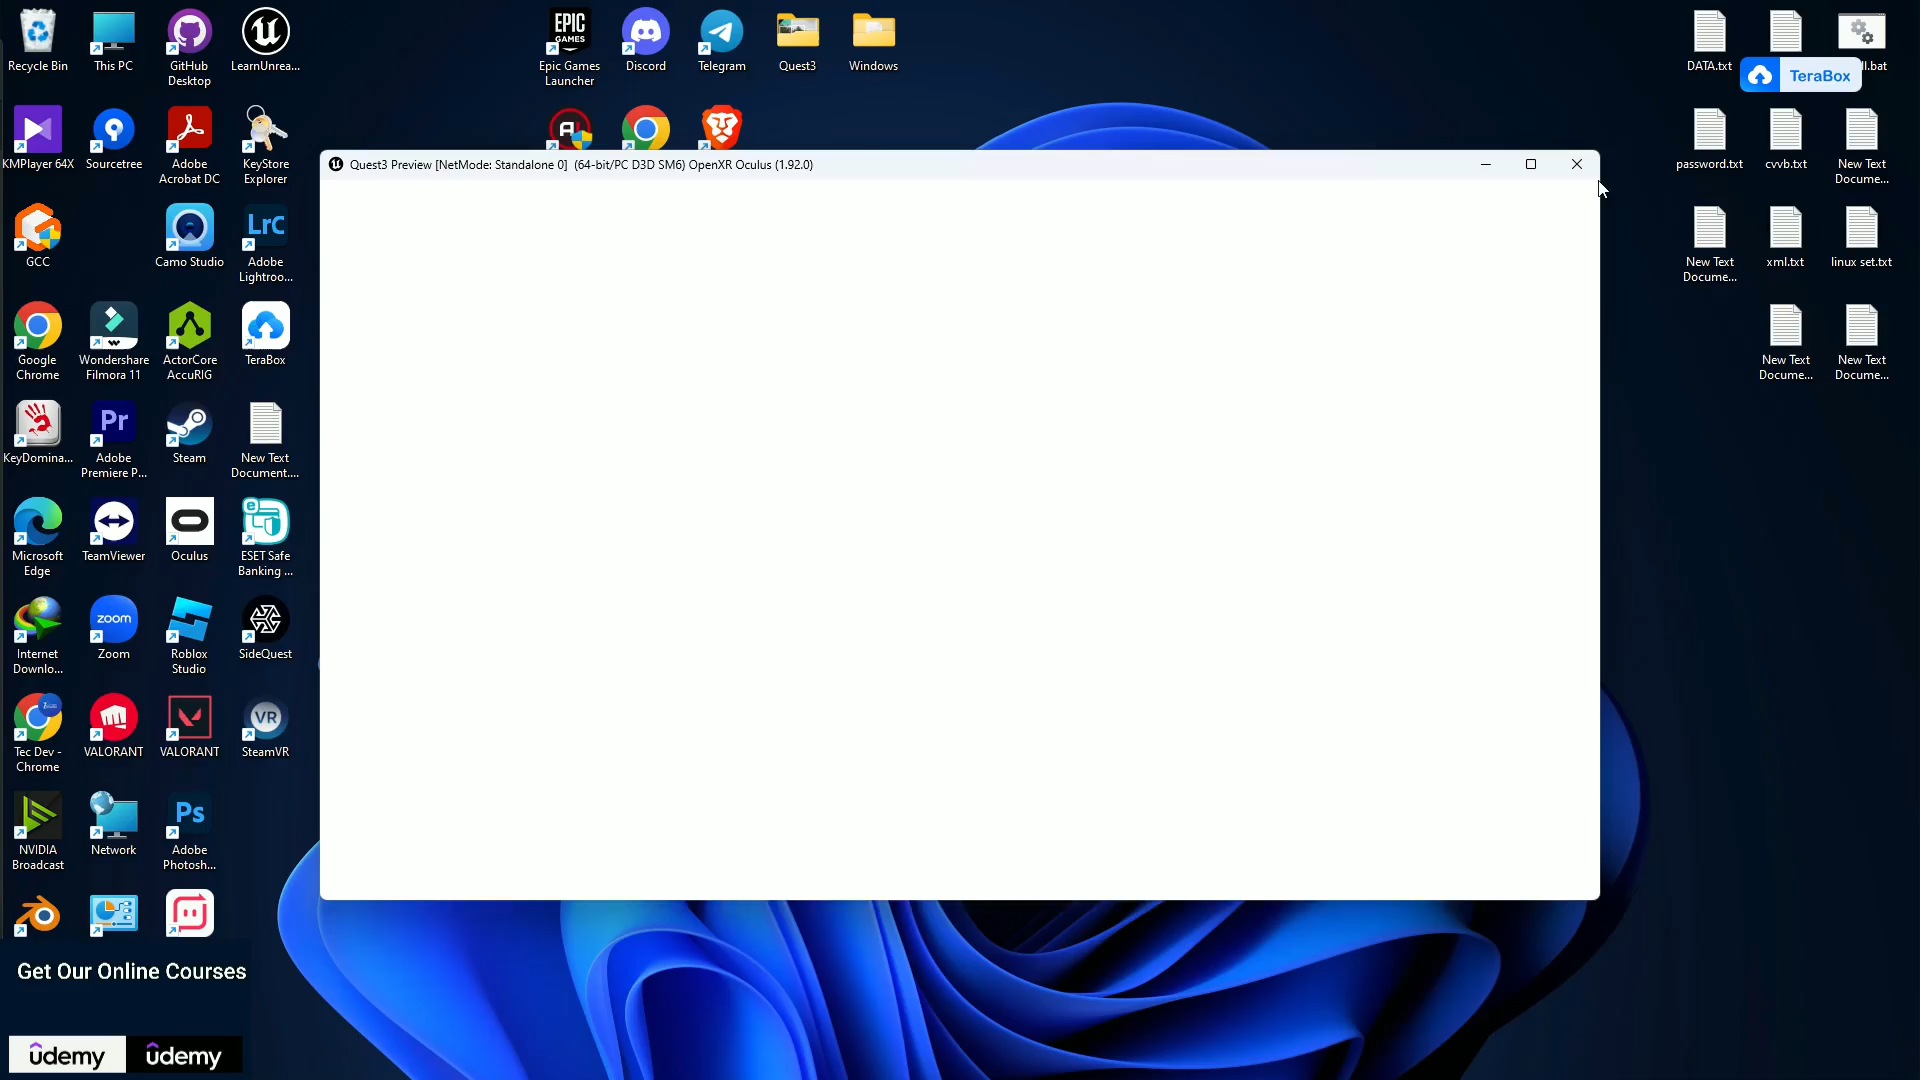 Recycle Bin
This PC
GitHub
Desktop
LearnUnrea...
EPIC
GAMES
Epic Games
Launcher
Discord
Telegram
Quest3
Windows
DATA.txt
ll.bat
TeraBox
KMPlayer 64X
Sourcetree
Adobe
Acrobat DC
KeyStore
Explorer
password.txt
cvvb.txt
New Text
Docume...
Quest3 Preview [NetMode: Standalone 0] (64-bit/PC D3D SM6) OpenXR Oculus (1.92.0)
GCC
Camo Studio
LrC
Adobe
Lightroo...
New Text
Docume...
xml.txt
linux set.txt
Google
Chrome
Wondershare
Filmora 11
ActorCore
AccuRIG
TeraBox
New Text
Docume...
New Text
Docume...
KeyDomina...
Pr
Adobe
Premiere P...
Steam
New Text
Document....
Microsoft
Edge
TeamViewer
Oculus
e
ESET Safe
Banking ...
Internet
Downlo...
zoom
Zoom
Roblox
Studio
SideQuest
Tec Dev -
Chrome
VALORANT
VALORANT
VR
SteamVR
NVIDIA
Broadcast
Network
Ps
Adobe
Photosh...
Get Our Online Courses
ûdemy
ûdemy